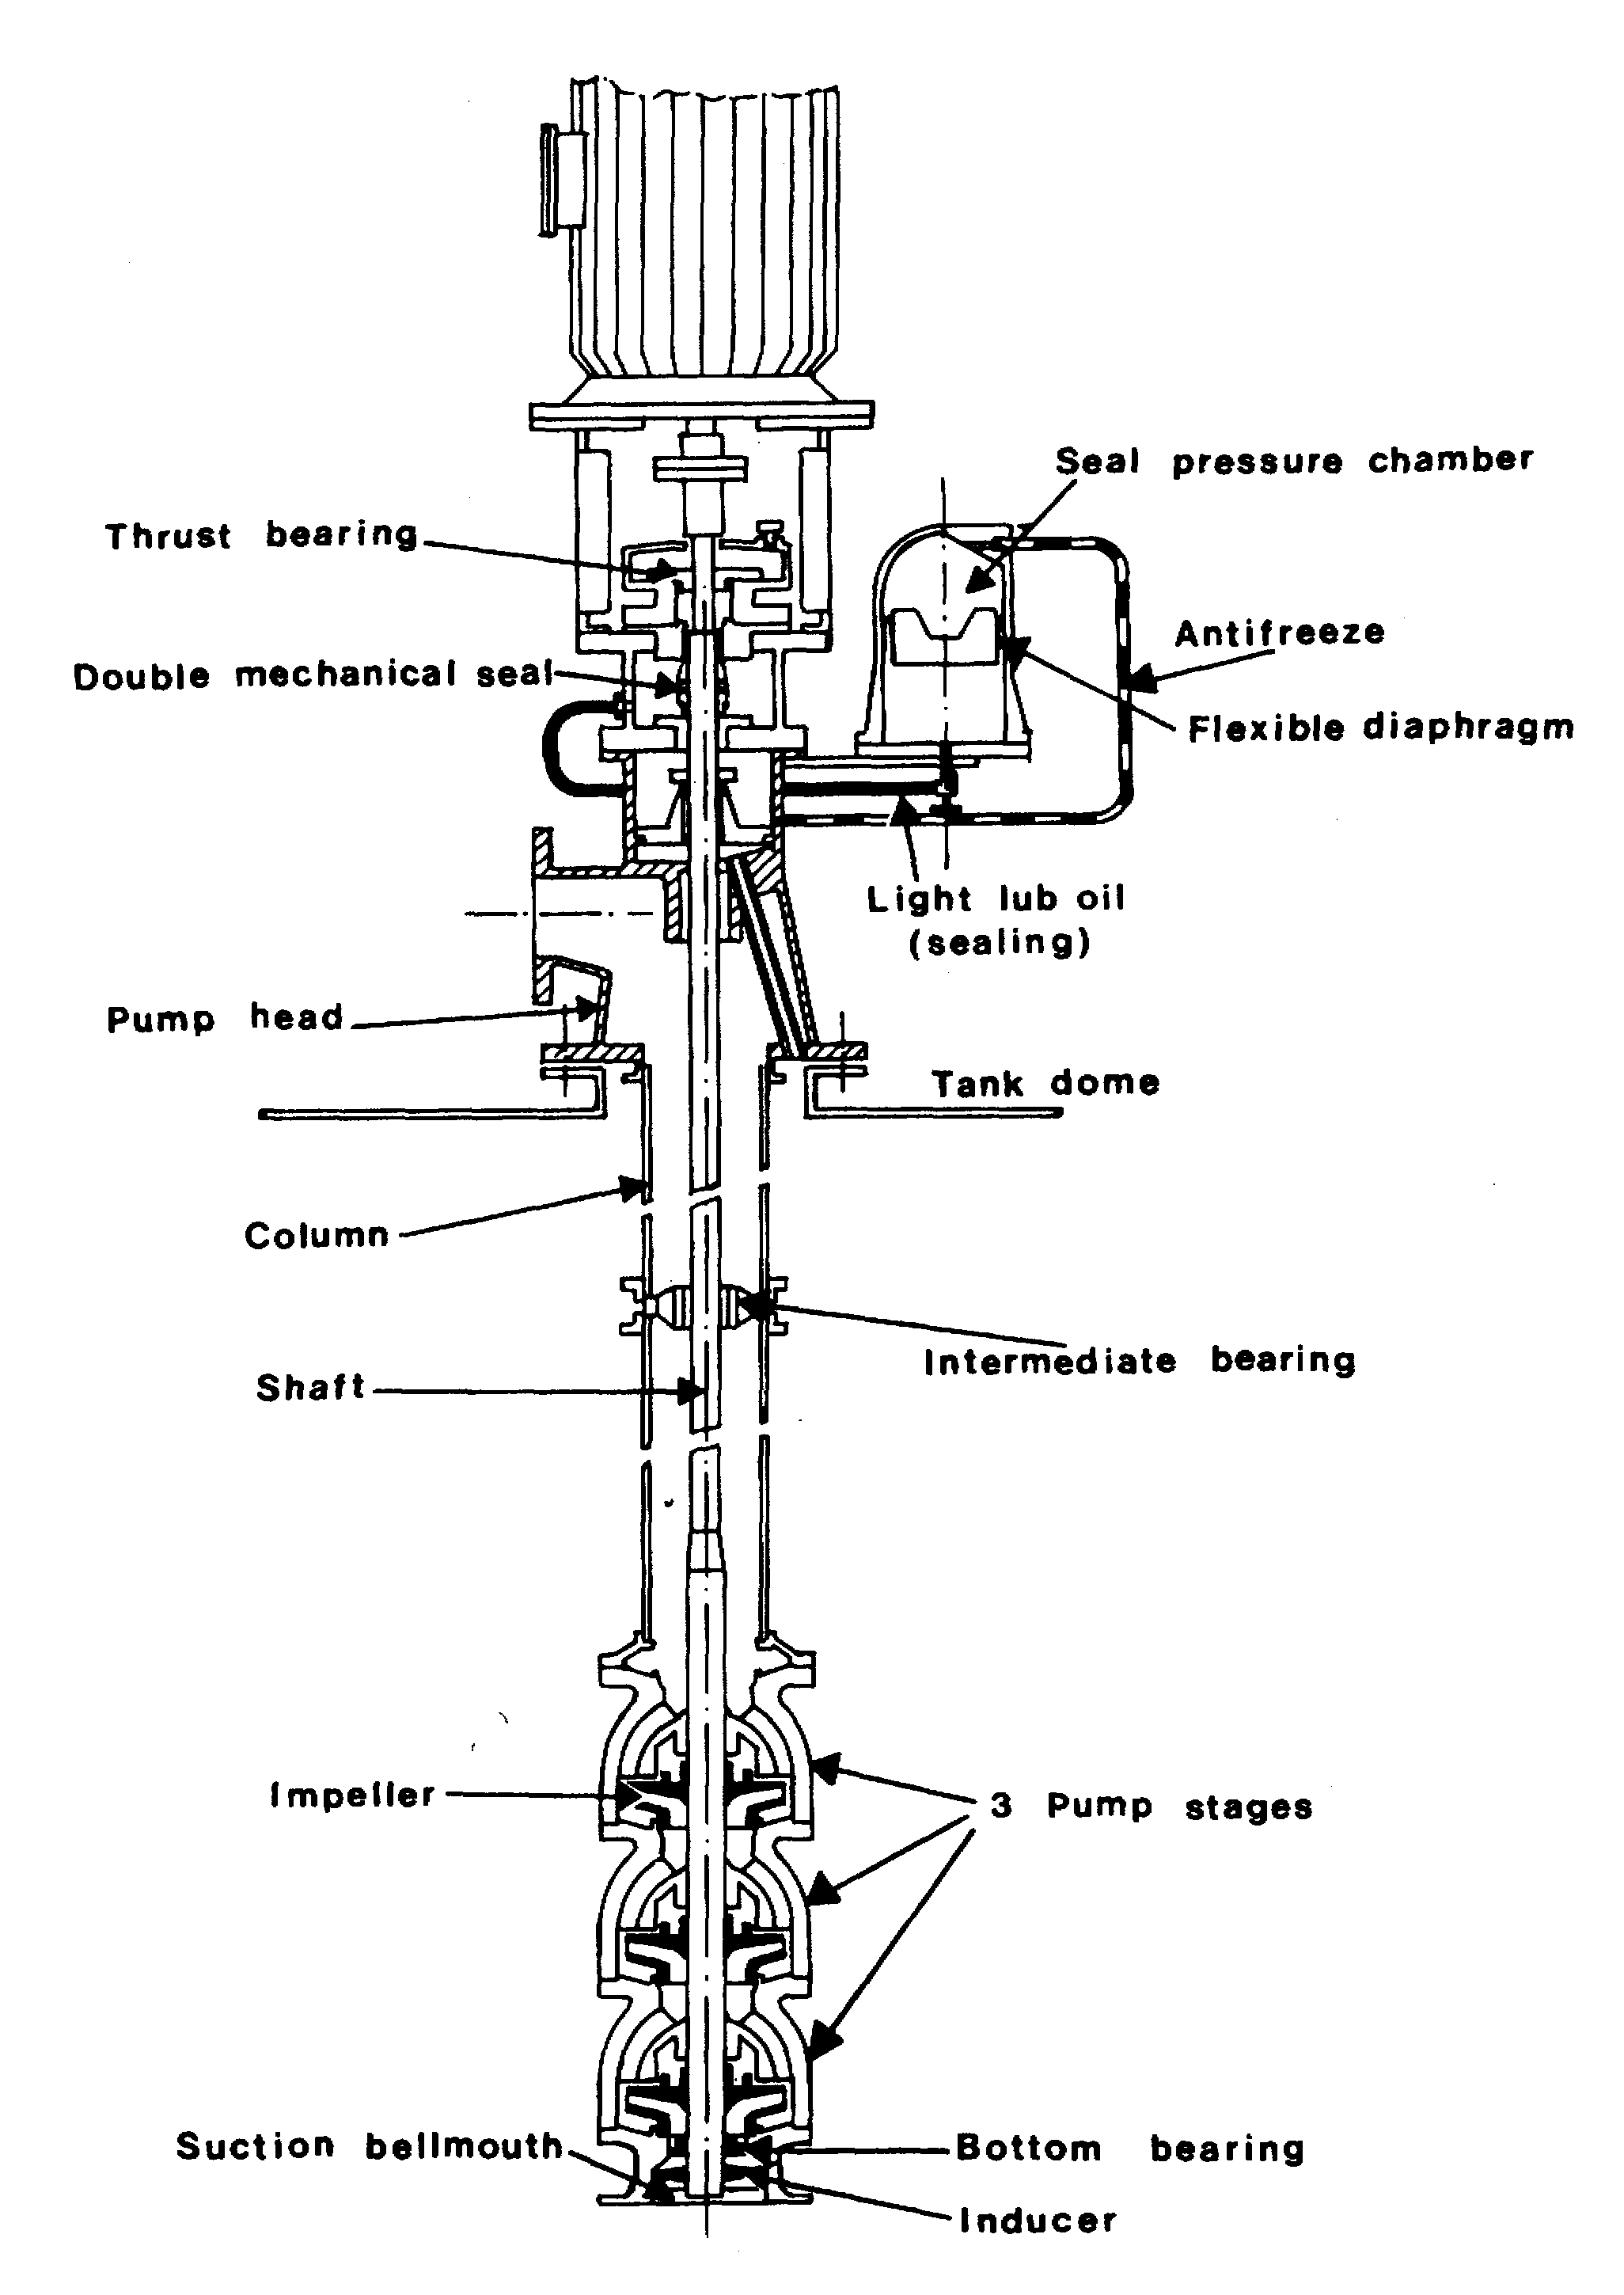 Seal pressure chamber
Thrust bearing
Antifreeze
Double mechanical seal
Flexible diaphragm
Light lub oil
(sealing)
Pump head
Tank dome
Column
Intermediate bearing
Shaft
Impeller
3 Pump stages
Suction bellmouth
Bottom bearing
Inducer